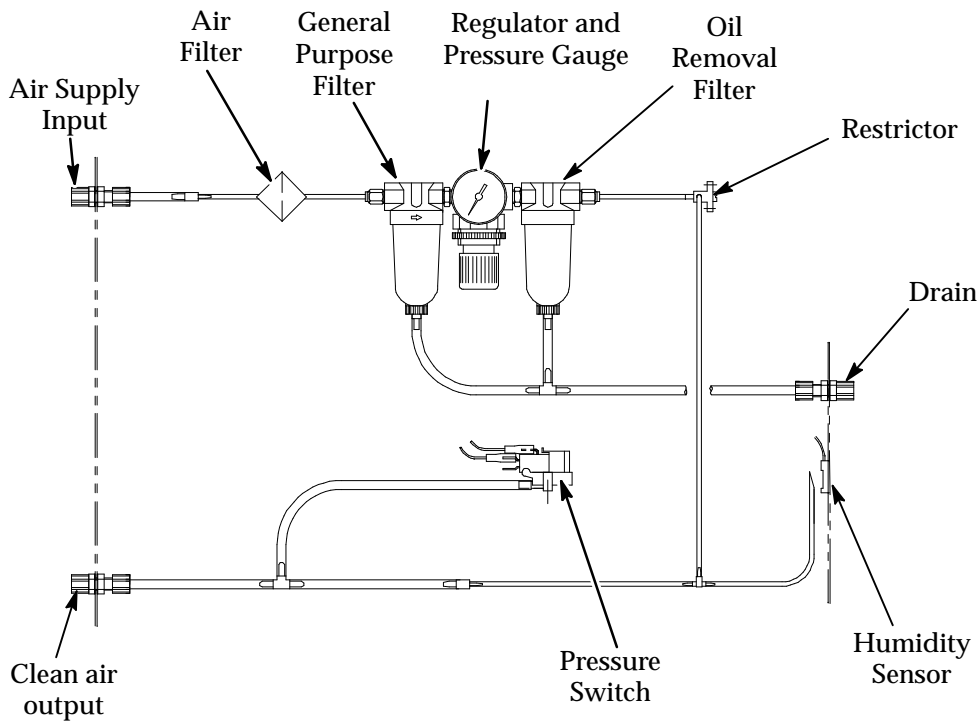 Air
Filter
General
Purpose
Filter
Regulator and
Pressure Gauge
Oil
Removal
Filter
Air Supply
Input
Restrictor
Drain
Clean air
output
Pressure
Switch
Humidity
Sensor